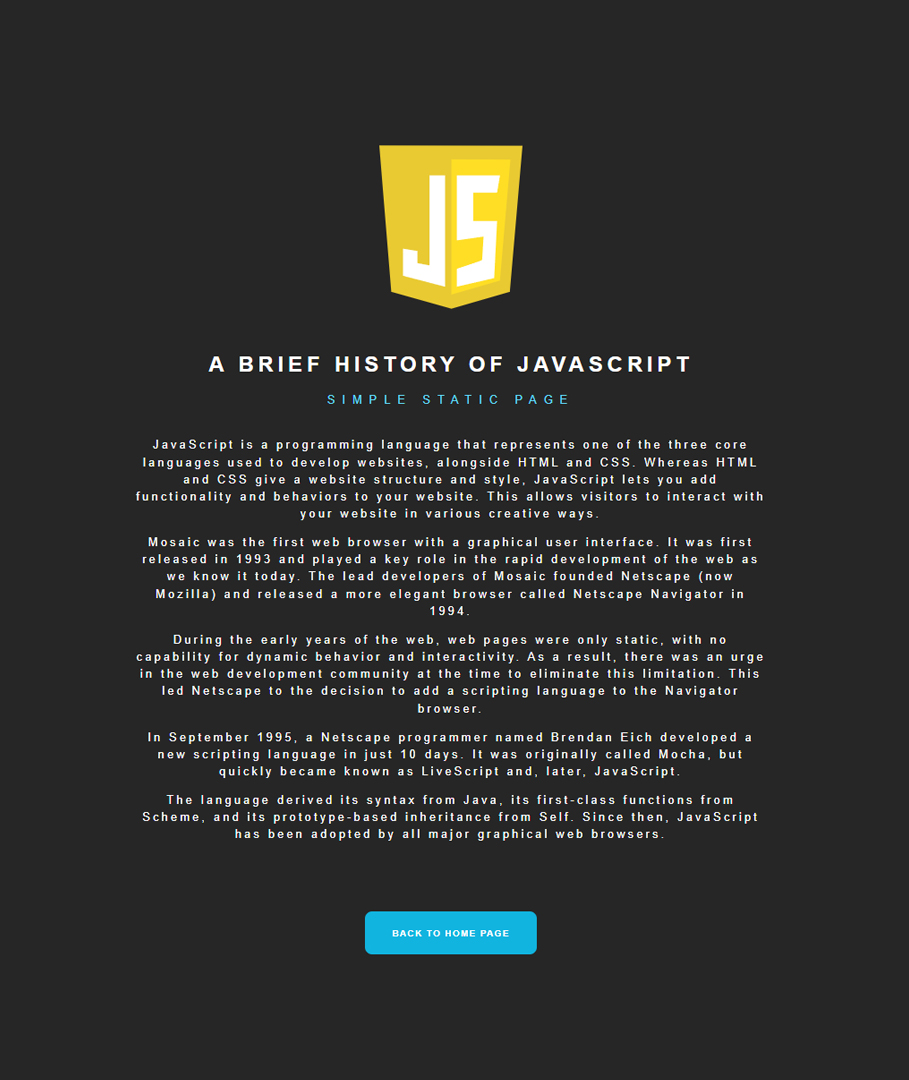 JS
A BRIEF HISTORY OF JAVASCRIPT
SIMPLE STATIC PAGE
JavaScript is a programming language that represents one of the three core
languages used to develop websites, alongside HTML and CSS. Whereas HTML
and CSS give a website structure and style, JavaScript lets you add
functionality and behaviors to your website. This allows visitors to interact with
your website in various creative ways.
Mosaic was the first web browser with a graphical user interface. It was first
released in 1993 and played a key role in the rapid development of the web as
we know it today. The lead developers of Mosaic founded Netscape (now
Mozilla) and released a more elegant browser called Netscape Navigator in
1994.
During the early years of the web, web pages were only static, with no
capability for dynamic behavior and interactivity. As a result, there was an urge
in the web development community at the time to eliminate this limitation. This
led Netscape to the decision to add a scripting language to the Navigator
browser.
In September 1995, a Netscape programmer named Brendan Eich developed a
new scripting language in just 10 days. It was originally called Mocha, but
quickly became known as LiveScript and, later, JavaScript.
The language derived its syntax from Java, its first-class functions from
Scheme, and its prototype-based inheritance from Self. Since then, JavaScript
has been adopted by all major graphical web browsers.
BACK TO HOME PAGE